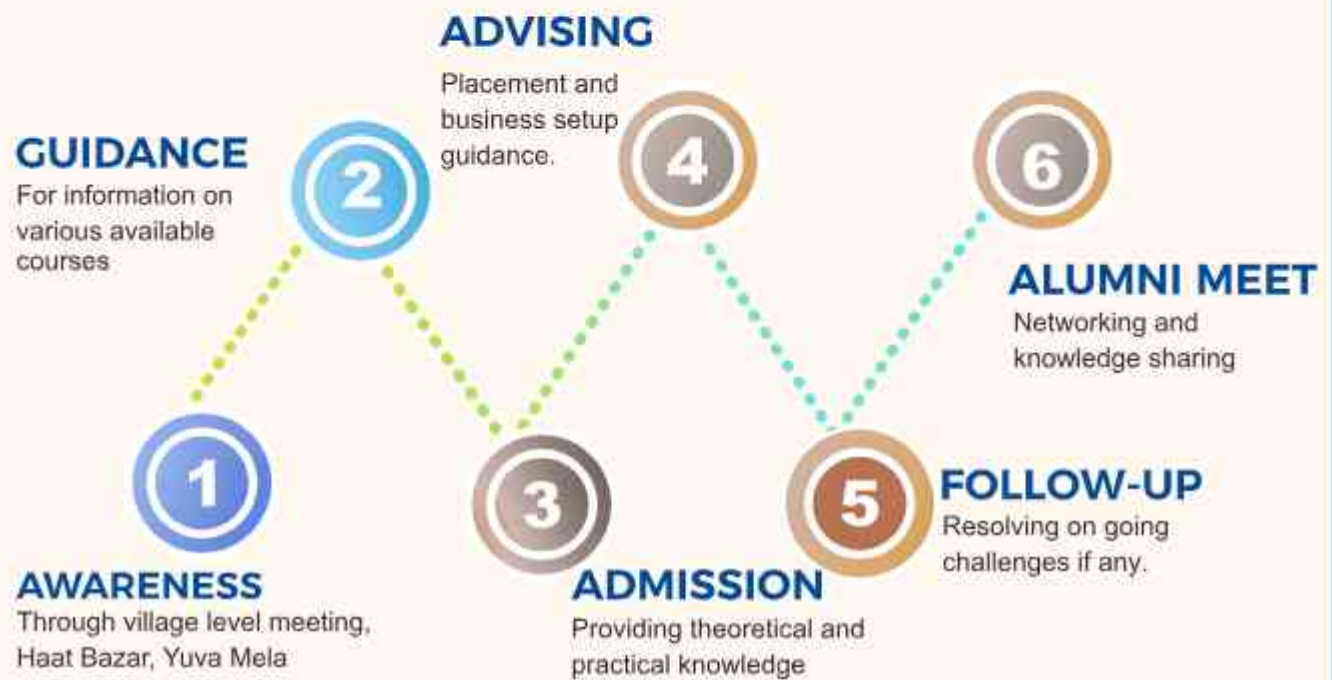 1
AWARENESS
Through village level meeting,
Haat Bazar, Yuva Mela
2
GUIDANCE
For information on
various available
courses
3
ADMISSION
Providing theoretical and
practical knowledge
4
ADVISING
Placement and
business setup
guidance.
5
FOLLOW-UP
Resolving on going
challenges if any.
6
ALUMNI MEET
Networking and
knowledge sharing